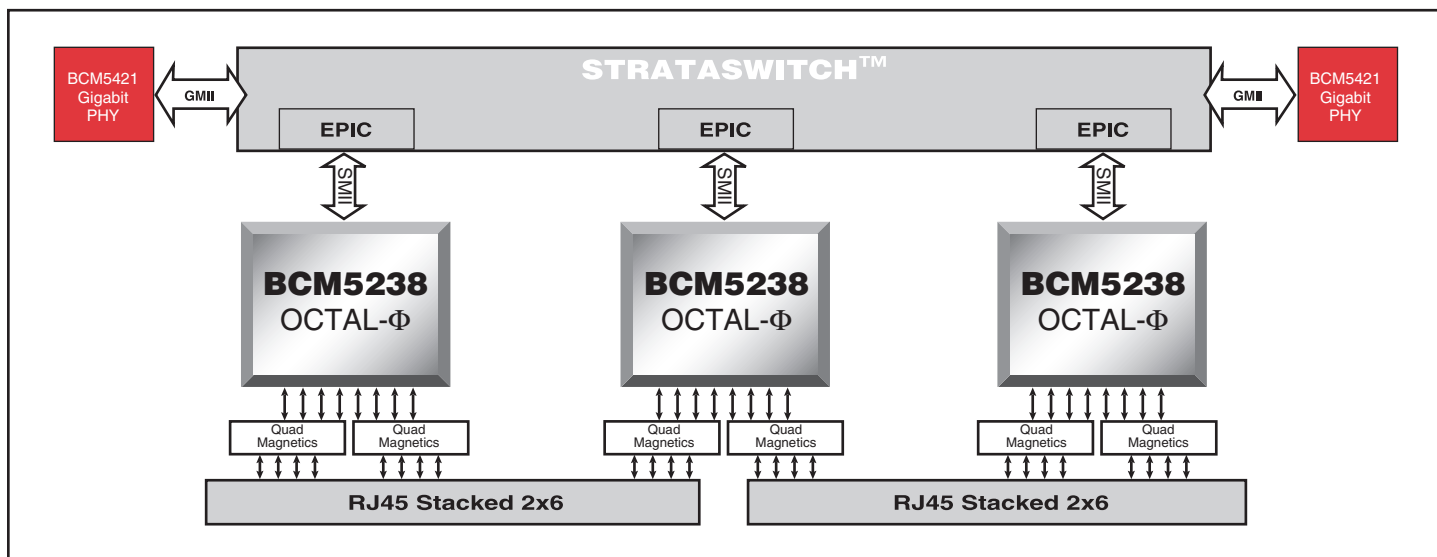 STRATASWITCH™
BCM5421
Gigabit
PHY
GMII
GMII
BCM5421
Gigabit
PHY
EPIC
EPIC
EPIC
SMII
SMII
SMII
BCM5238
OCTAL-Φ
BCM5238
OCTAL-Φ
BCM5238
OCTAL-Φ
Quad
Magnetics
Quad
Magnetics
Quad
Magnetics
Quad
Magnetics
Quad
Magnetics
Quad
Magnetics
RJ45 Stacked 2x6
RJ45 Stacked 2x6